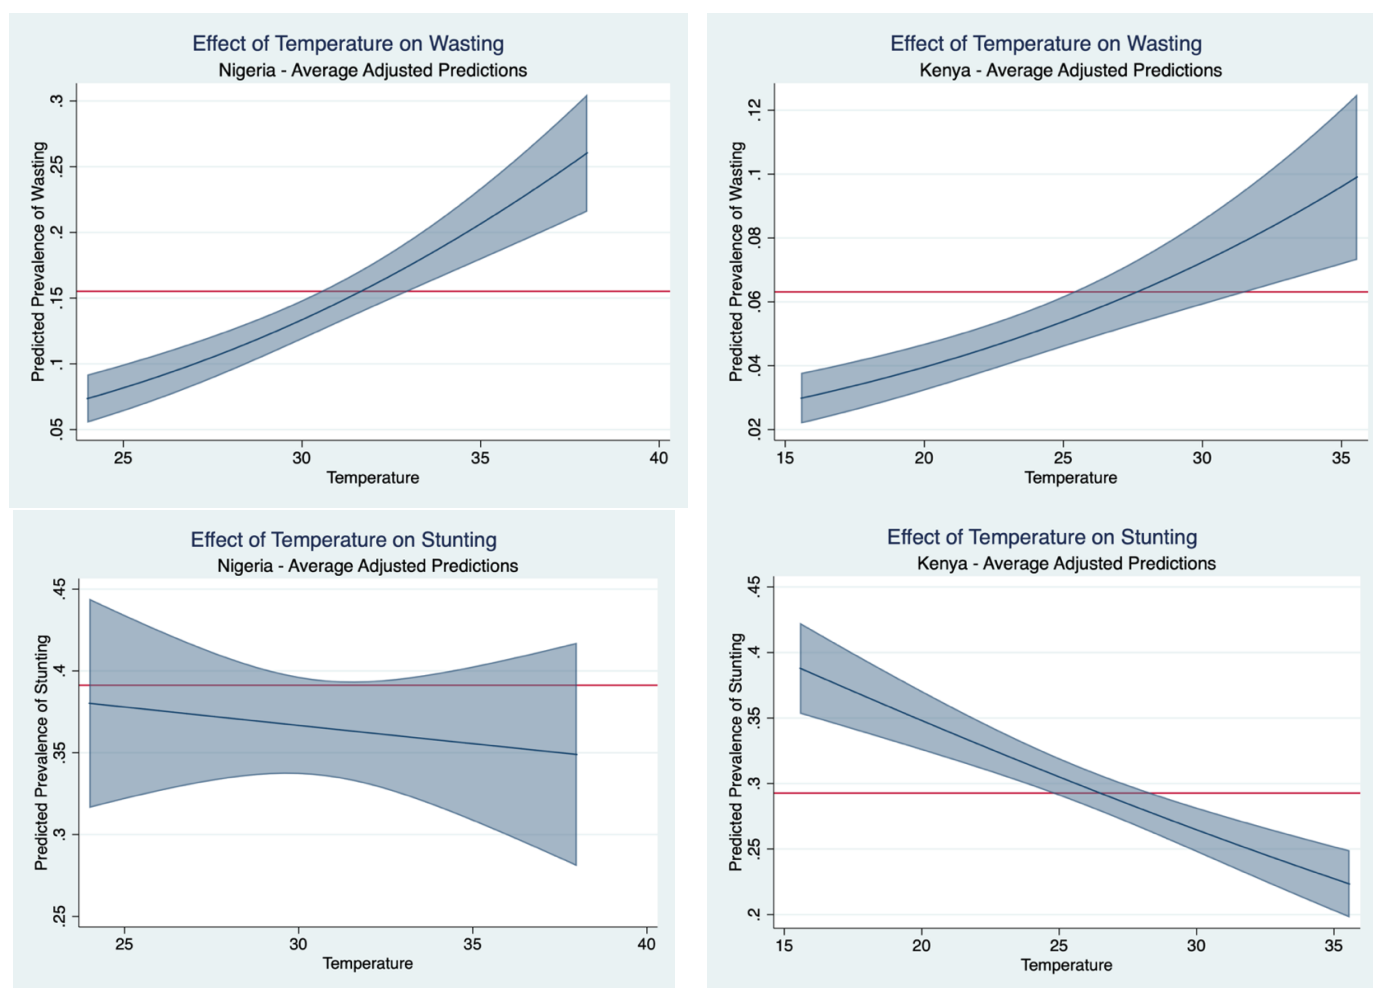 Effect of Temperature on Wasting
Nigeria - Average Adjusted Predictions
Predicted Prevalence of Wasting
.3
.25
.2
.15
.1
.05
25 30 35 40
Temperature
Effect of Temperature on Wasting
Kenya - Average Adjusted Predictions
Predicted Prevalence of Wasting
.12
.1
.08
.06
.04
.02
15 20 25 30 35
Temperature
Effect of Temperature on Stunting
Nigeria - Average Adjusted Predictions
Predicted Prevalence of Stunting
.45
.4
.35
.3
.25
25 30 35 40
Temperature
Effect of Temperature on Stunting
Kenya - Average Adjusted Predictions
Predicted Prevalence of Stunting
.45
.4
.35
.3
.25
.2
15 20 25 30 35
Temperature